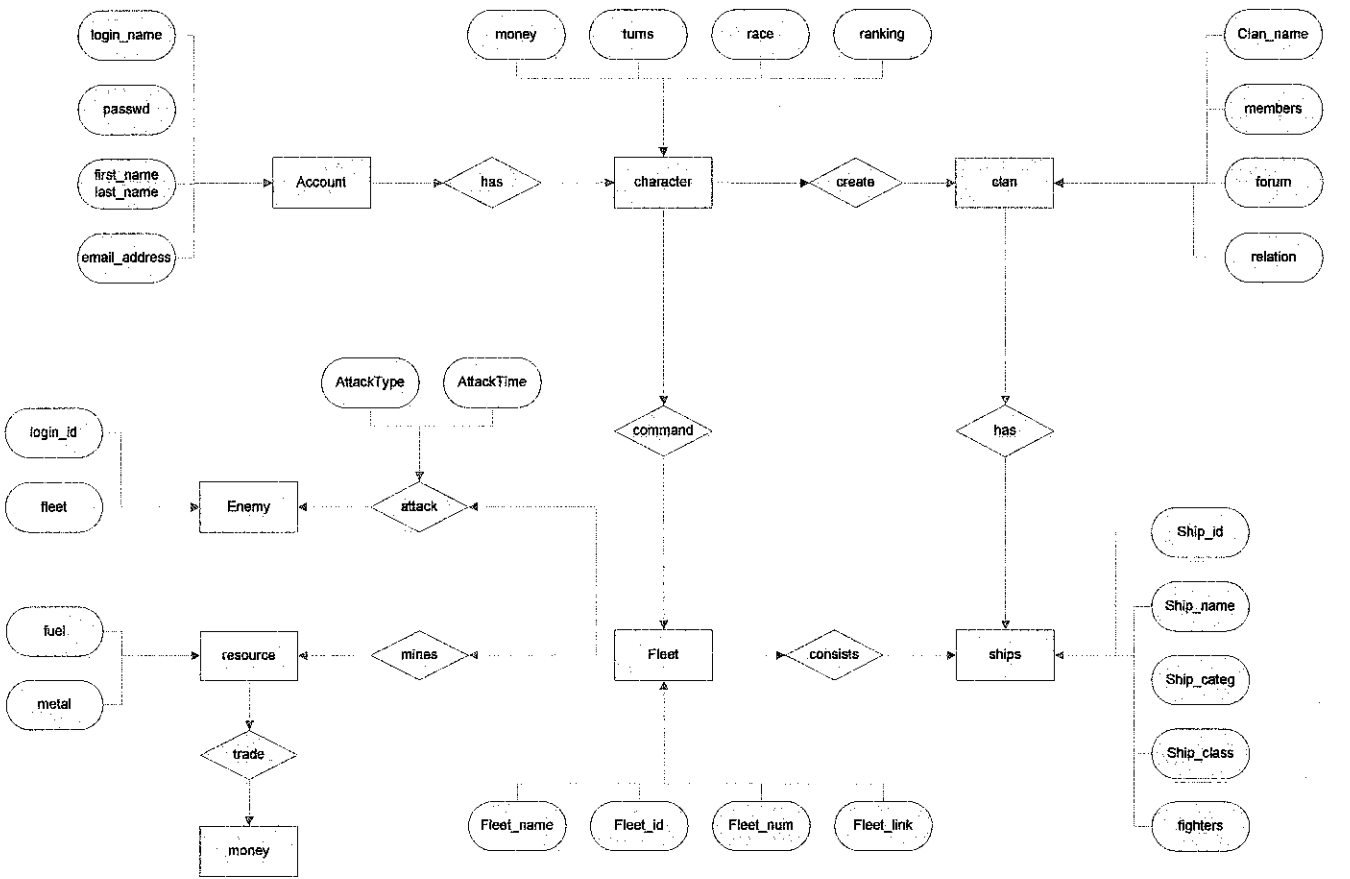 login_name
money
turns
race
ranking
Clan_name
passwd
members
first_name
last_name
Account
has
character
create
clan
forum
email_address
relation
AttackType
AttackTime
login_id
command
has
fleet
Enemy
attack
Ship_id
Ship_name
fuel
resource
mines
Fleet
consists
ships
Ship_categ
metal
trade
Ship_class
Fleet_name
Fleet_id
Fleet_num
Fleet_link
fighters
money